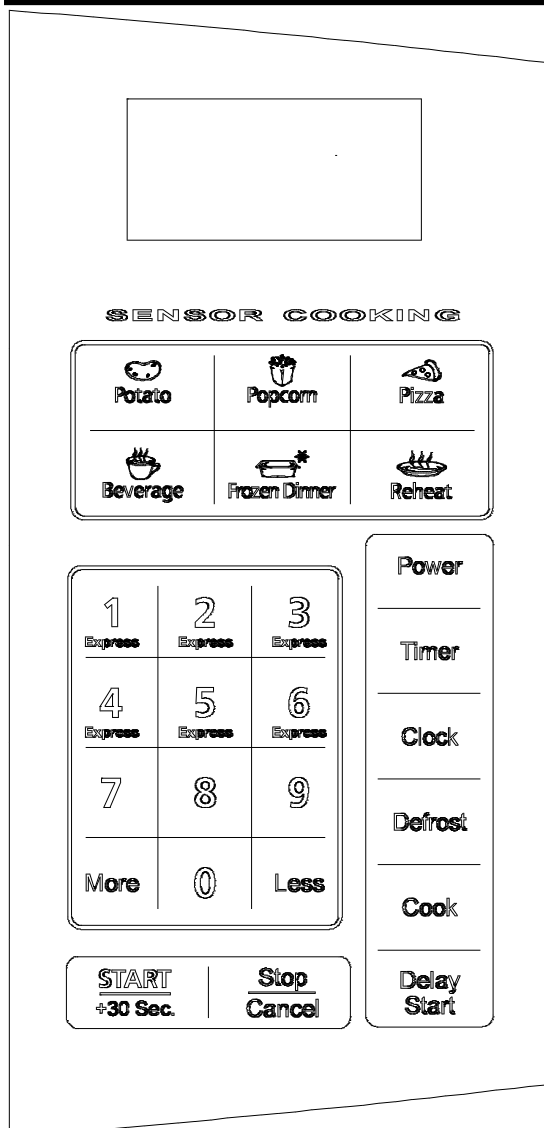 SENSOR COOKING
Potato Popcorn Pizza
Beverage Frozen Dinner Reheat
Power
Timer
Clock
Defrost
Cook
Delay
Start
1 2 3
Express Express Express
4 5 6
Express Express Express
7 8 9
More 0 Less
START Stop
+30 Sec. Cancel